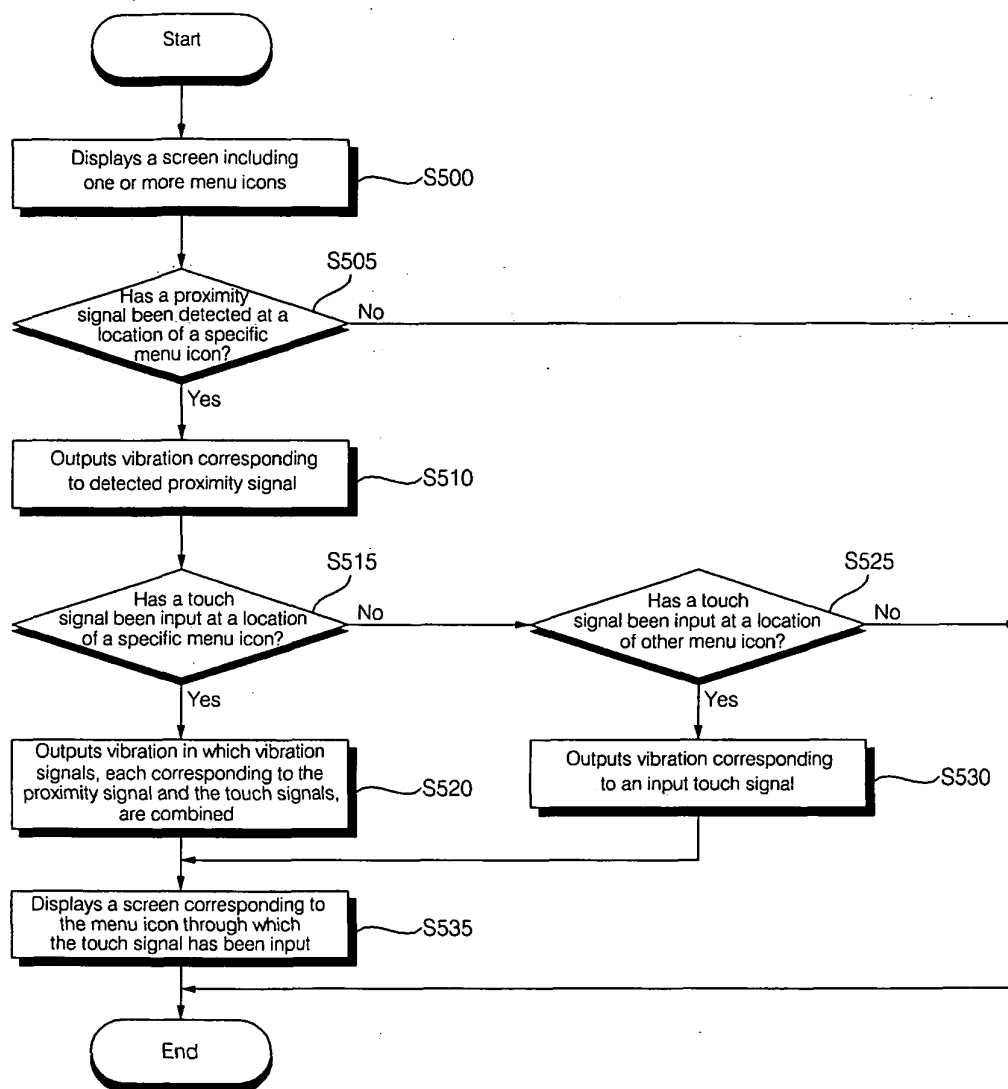 Start
Displays a screen including
one or more menu icons
S500
S505
Has a proximity
signal been detected at a
location of a specific
menu icon?
No
Yes
Outputs vibration corresponding
to detected proximity signal
S510
S515
Has a touch
signal been input at a location
of a specific menu icon?
No
Yes
S525
Has a touch
signal been input at a location
of other menu icon?
No
Yes
Outputs vibration in which vibration
signals, each corresponding to the
proximity signal and the touch signals,
are combined
S520
Outputs vibration corresponding
to an input touch signal
S530
Displays a screen corresponding to
the menu icon through which
the touch signal has been input
S535
End